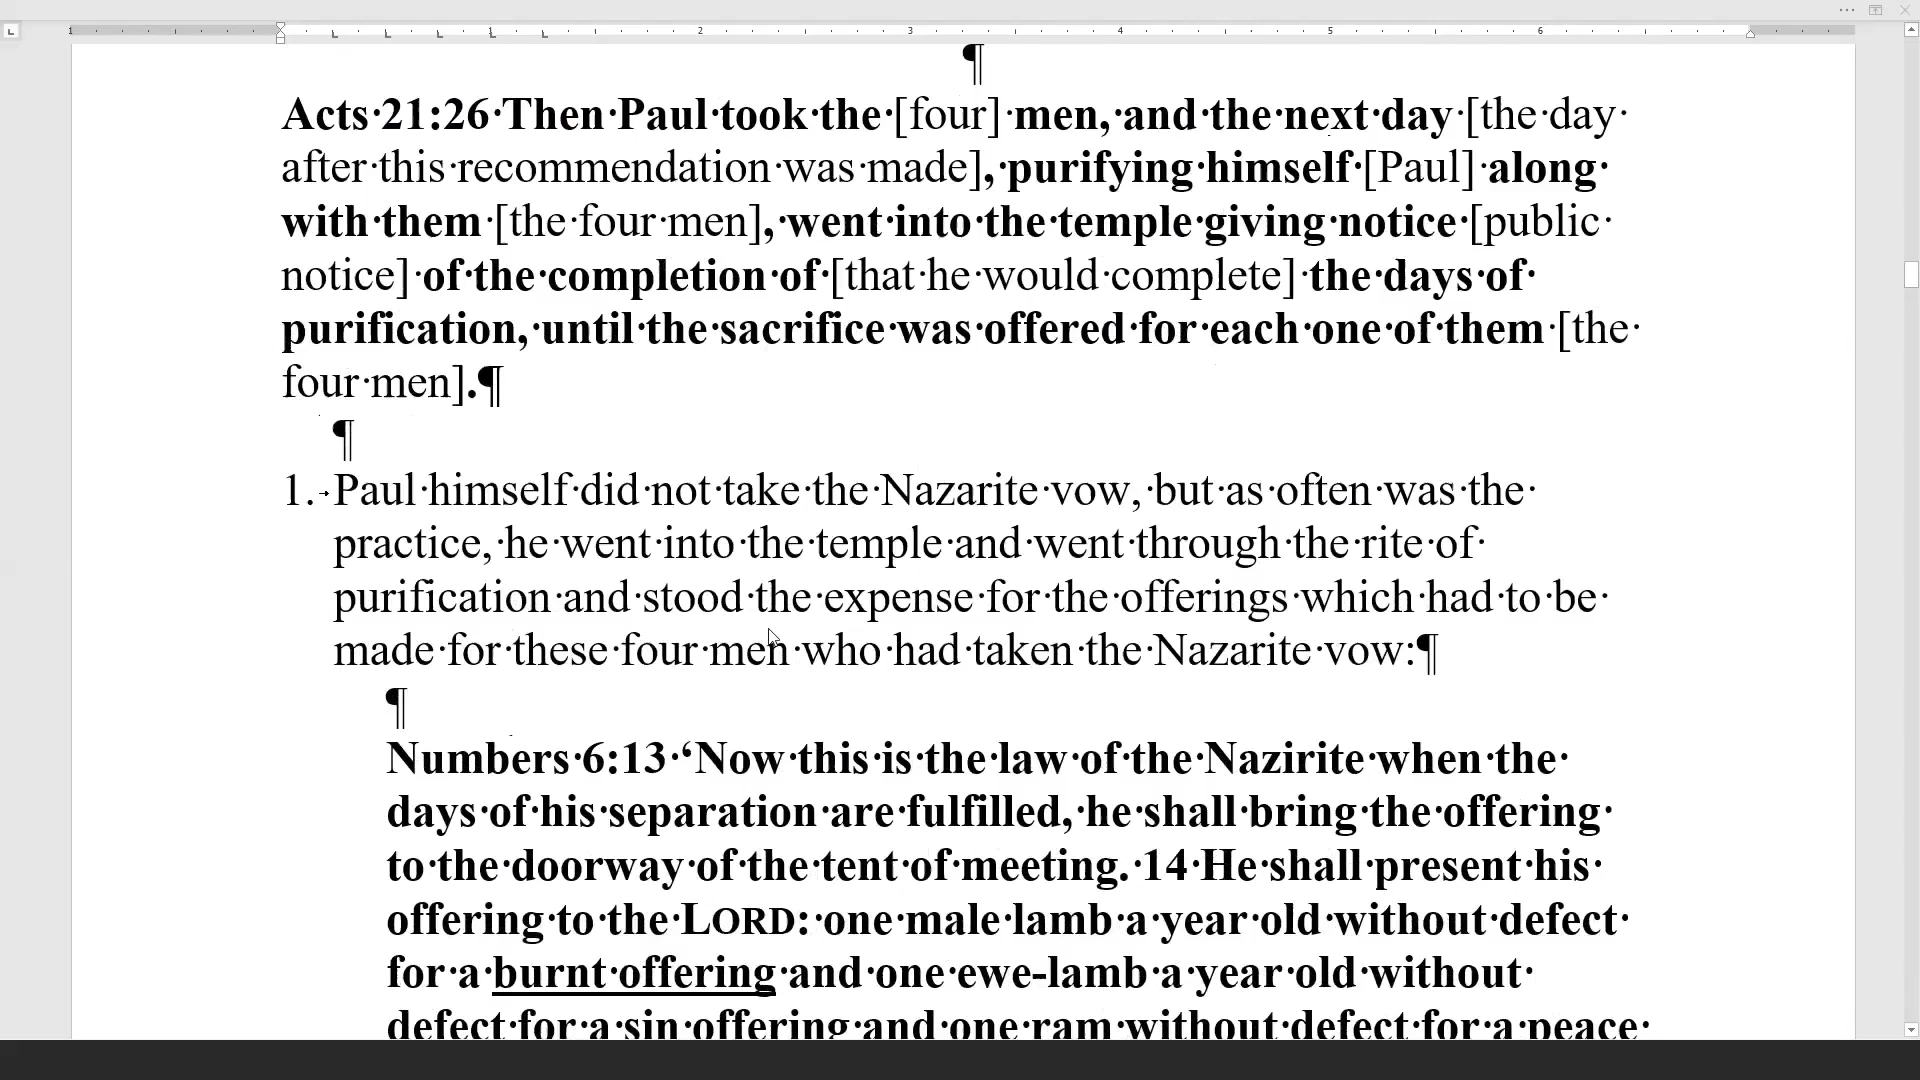 1 1 2 3 4 5 6
¶
Acts·21:26·Then·Paul·took·the·[four]·men,·and·the·next·day·[the·day·
after·this·recommendation·was·made],·purifying·himself·[Paul]·along·
with·them·[the·four·men],·went·into·the·temple·giving·notice·[public·
notice]·of·the·completion·of·[that·he·would·complete]·the·days·of·
purification,·until·the·sacrifice·was·offered·for·each·one·of·them·[the·
four·men].¶
¶
1.→Paul·himself·did·not·take·the·Nazarite·vow,·but·as·often·was·the·
practice,·he·went·into·the·temple·and·went·through·the·rite·of·
purification·and·stood·the·expense·for·the·offerings·which·had·to·be·
made·for·these·four·men·who·had·taken·the·Nazarite·vow:¶
¶
Numbers·6:13·‘Now·this·is·the·law·of·the·Nazirite·when·the·
days·of·his·separation·are·fulfilled,·he·shall·bring·the·offering·
to·the·doorway·of·the·tent·of·meeting.·14·He·shall·present·his·
offering·to·the·LORD:·one·male·lamb·a·year·old·without·defect·
for·a·burnt·offering·and·one·ewe-lamb·a·year·old·without·
defect·for·a·sin·offering·and·one·ram·without·defect·for·a·peace·